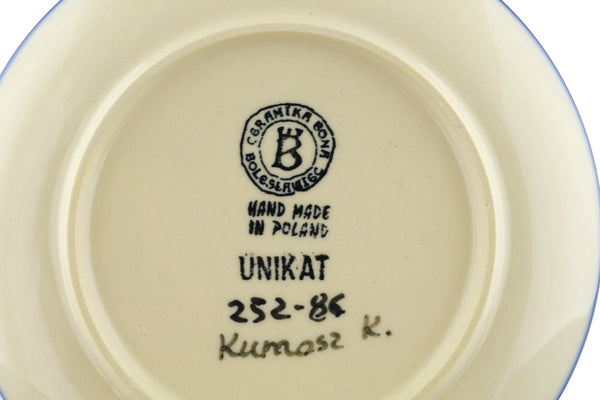 CERAMIKA BONA
BOLESŁAWIEC
B
HAND MADE
IN POLAND
UNIKAT
252-86
Kumosz K.